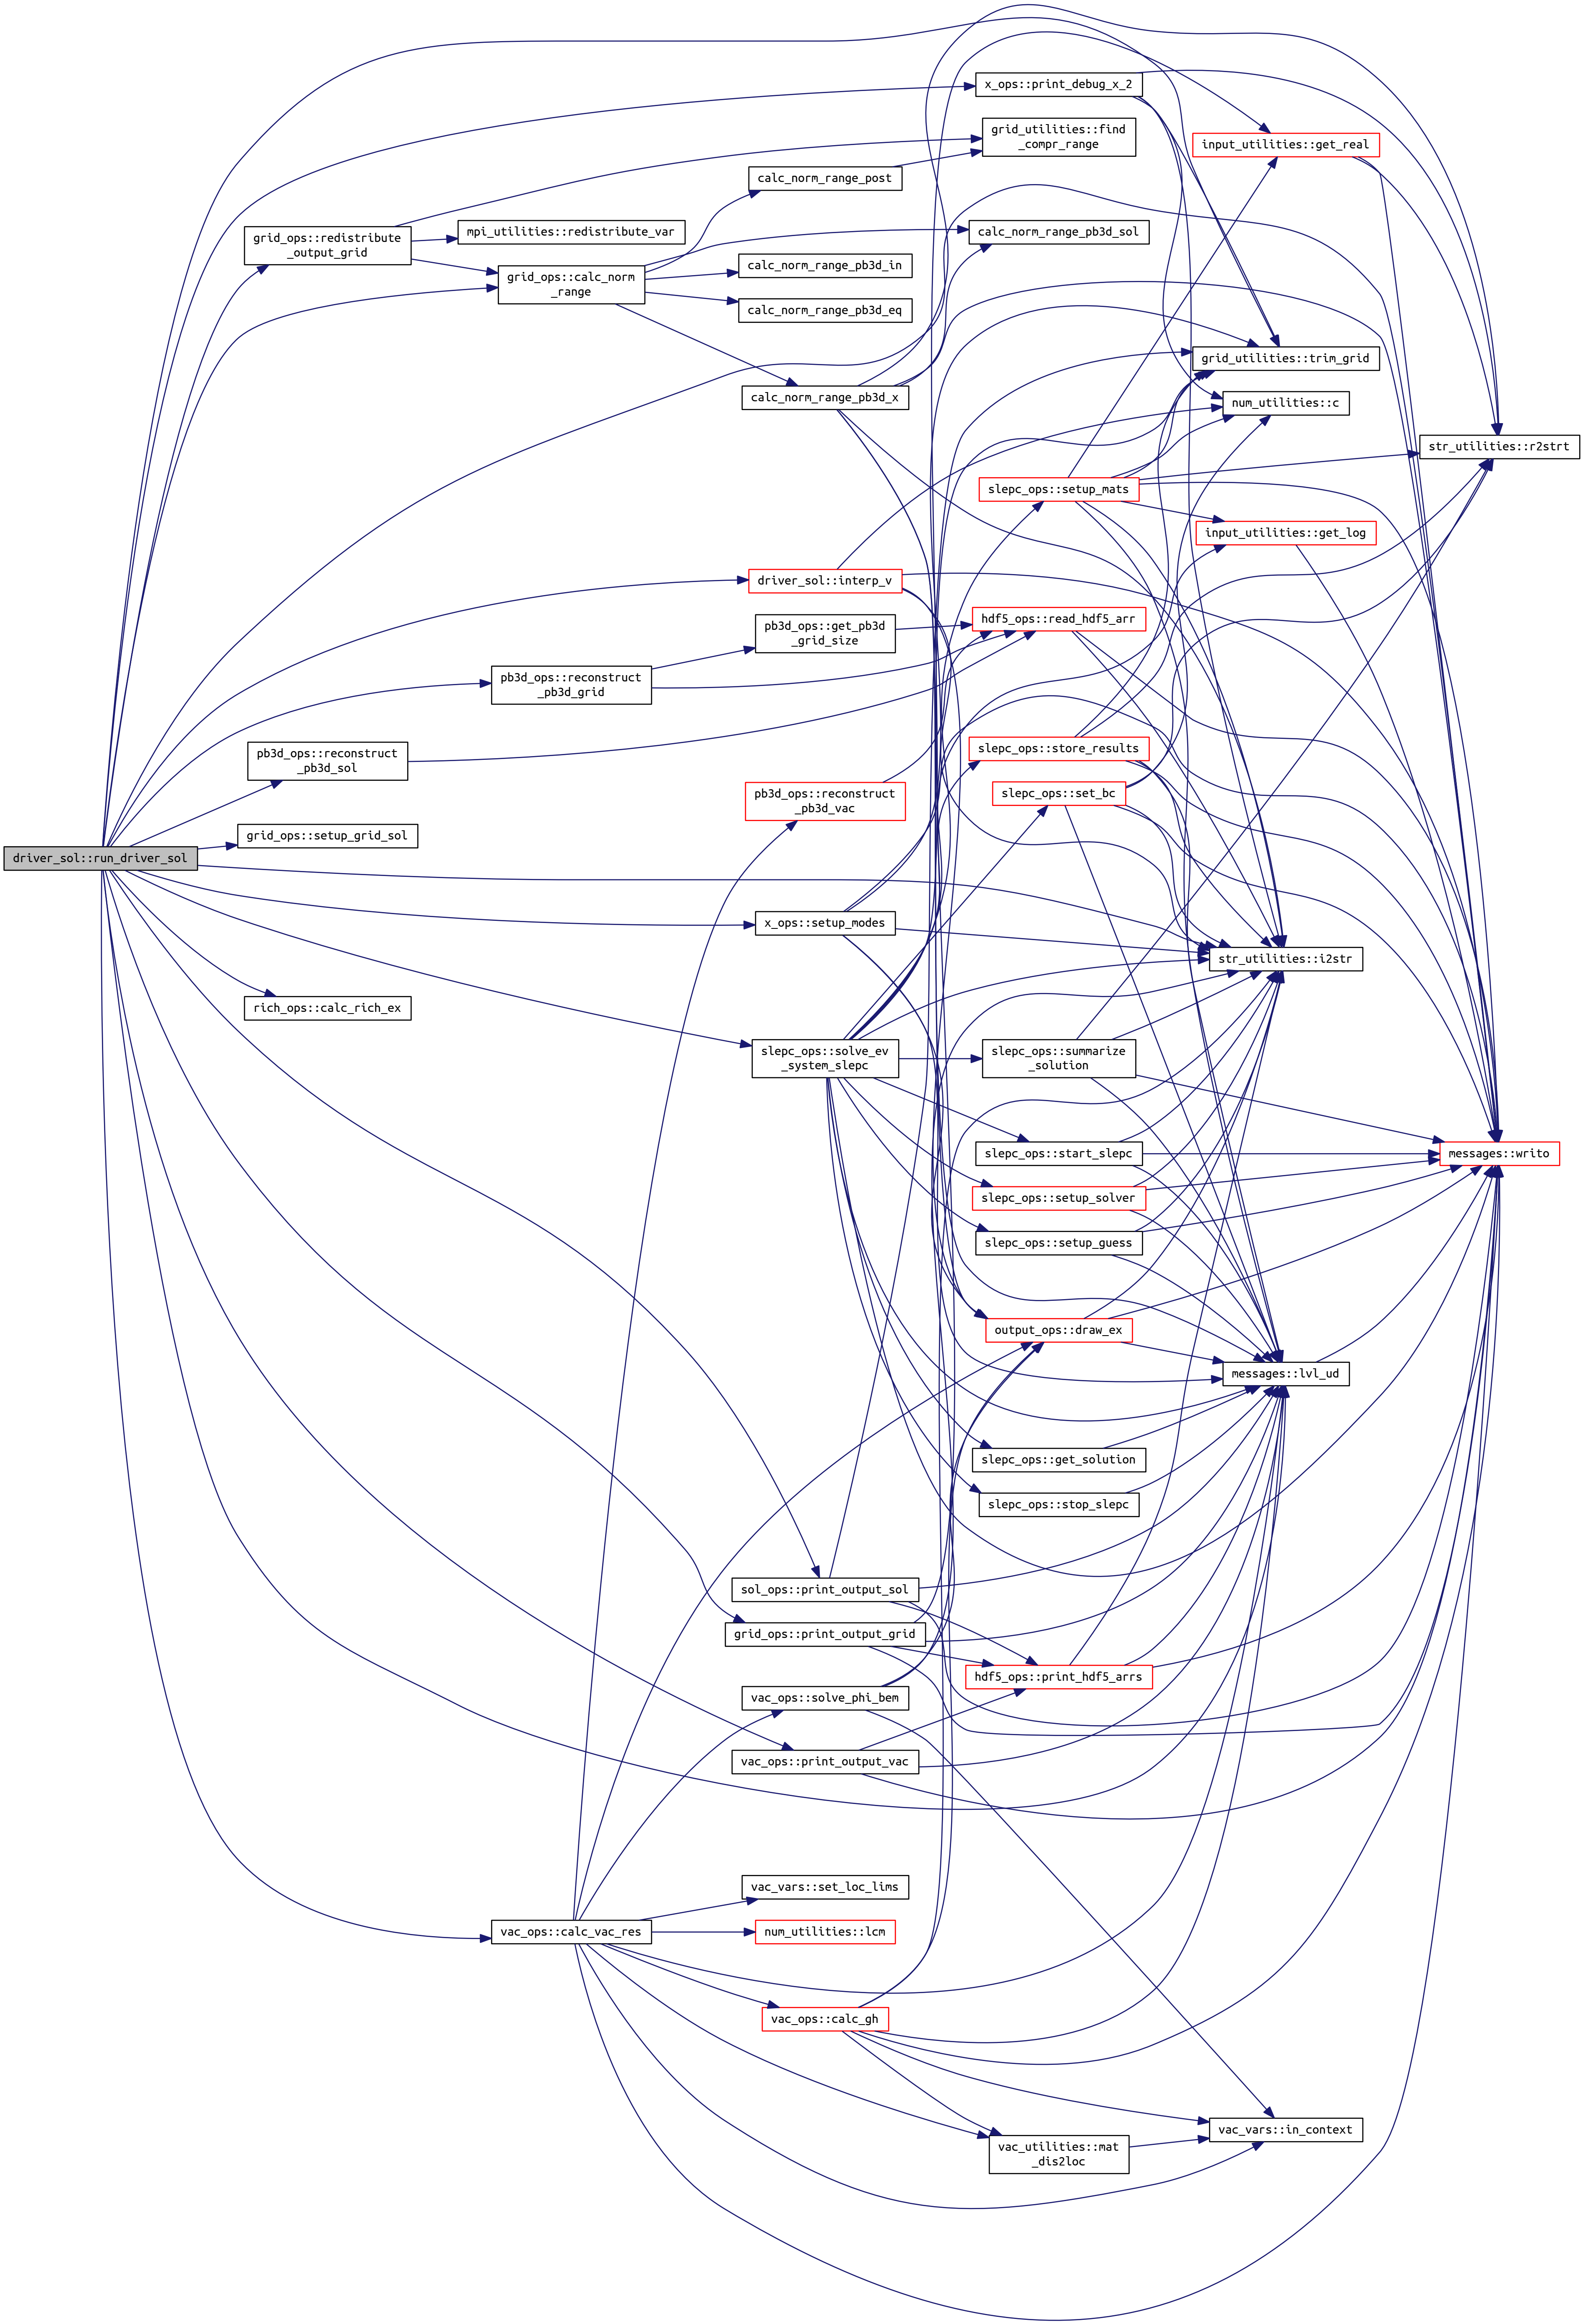 x_ops::print_debug_x_2
grid_utilities::find
_compr_range
input_utilities::get_real
calc_norm_range_post
mpi_utilities::redistribute_var
calc_norm_range_pb3d_sol
grid_ops::redistribute
_output_grid
calc_norm_range_pb3d_in
grid_ops::calc_norm
_range
calc_norm_range_pb3d_eq
grid_utilities::trim_grid
calc_norm_range_pb3d_x
num_utilities::c
str_utilities::r2strt
slepc_ops::setup_mats
input_utilities::get_log
driver_sol::interp_v
hdf5_ops::read_hdf5_arr
pb3d_ops::get_pb3d
_grid_size
pb3d_ops::reconstruct
_pb3d_grid
slepc_ops::store_results
pb3d_ops::reconstruct
_pb3d_sol
slepc_ops::set_bc
pb3d_ops::reconstruct
_pb3d_vac
grid_ops::setup_grid_sol
driver_sol::run_driver_sol
x_ops::setup_modes
str_utilities::i2str
rich_ops::calc_rich_ex
slepc_ops::solve_ev
_system_slepc
slepc_ops::summarize
_solution
slepc_ops::start_slepc
messages::writo
slepc_ops::setup_solver
slepc_ops::setup_guess
output_ops::draw_ex
messages::lvl_ud
slepc_ops::get_solution
slepc_ops::stop_slepc
sol_ops::print_output_sol
grid_ops::print_output_grid
hdf5_ops::print_hdf5_arrs
vac_ops::solve_phi_bem
vac_ops::print_output_vac
vac_vars::set_loc_lims
vac_ops::calc_vac_res
num_utilities::lcm
vac_ops::calc_gh
vac_vars::in_context
vac_utilities::mat
_dis2loc